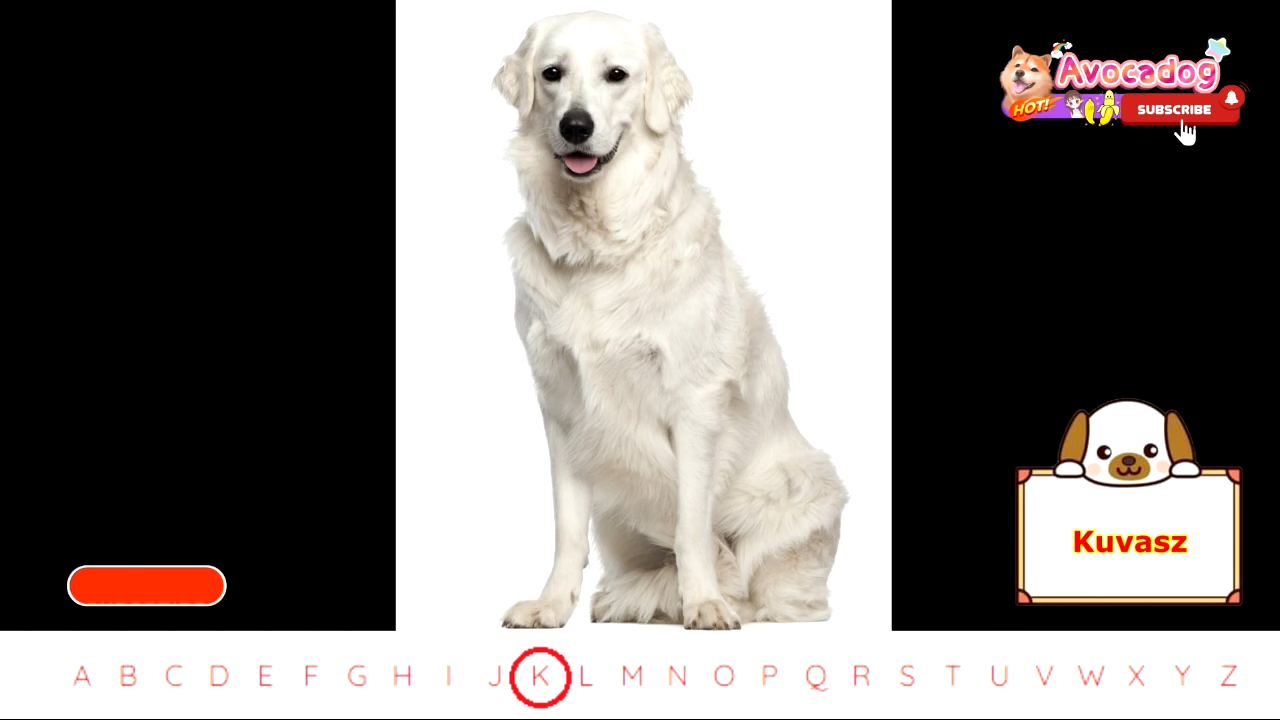 Avocadog
HOT!
SUBSCRIBE
Kuvasz
A B C D E F G H I J K L M N O P Q R S T U V W X Y Z